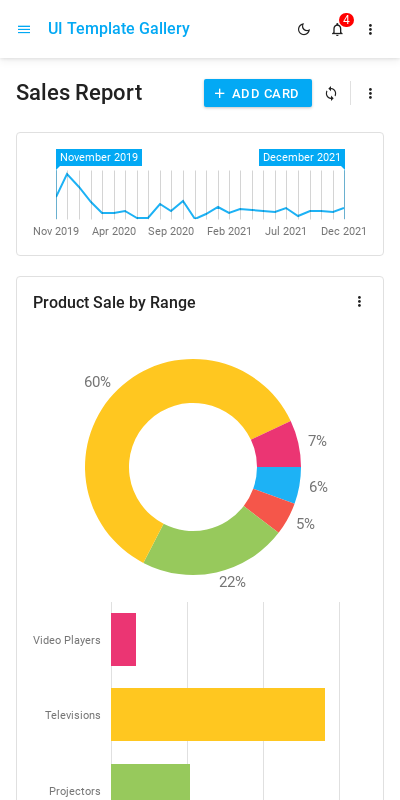 UI Template Gallery
4
Sales Report
ADD CARD
November 2019
December 2021
Nov 2019 Apr 2020 Sep 2020 Feb 2021 Jul 2021 Dec 2021
Product Sale by Range
60%
7%
6%
5%
22%
Video Players
Televisions
Projectors